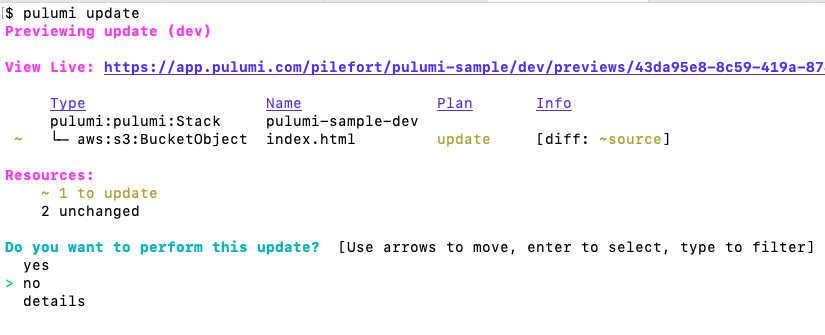 $ pulumi update
Previewing update (dev)
View Live: https://app.pulumi.com/pilefort/pulumi-sample/dev/previews/43da95e8-8c59-419a-87
Type Name Plan Info
pulumi:pulumi:Stack pulumi-sample-dev
~ └─ aws:s3:BucketObject index.html update [diff: ~source]
Resources:
~ 1 to update
2 unchanged
Do you want to perform this update? [Use arrows to move, enter to select, type to filter]
yes
> no
details